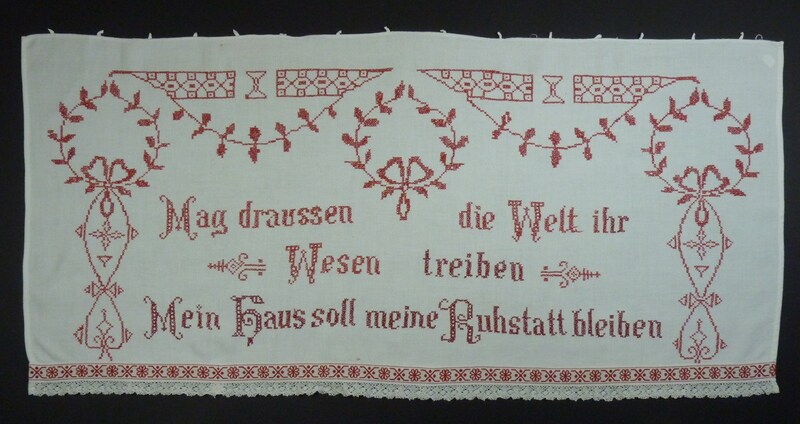 Mag draussen die Welt ihr
Wesen treiben
Mein Haus soll meine Ruhstatt bleiben